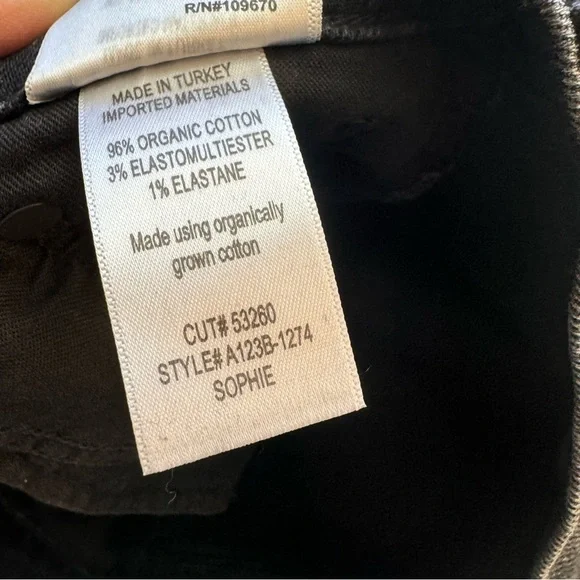 R/N#109670
MADE IN TURKEY
IMPORTED MATERIALS
96% ORGANIC COTTON
3% ELASTOMULTIESTER
1% ELASTANE
Made using organically
grown cotton
CUT# 53260
STYLE# A123B-1274
SOPHIE